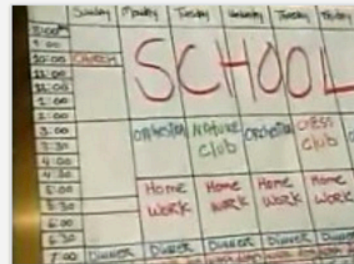 Sunday Monday Tuesday Wednesday Thursday Friday
8:00am
9:00
10:00 CHURCH
11:00
12:00
1:00
2:00
SCHOOL
3:00
3:30
4:00
4:30
orchestra Nature Club orchestra CHESS Club
5:00
5:30
6:00
6:30
Home Work Home Work Home Work Home Work
7:00 Dinner Dinner Dinner Dinner Dinner